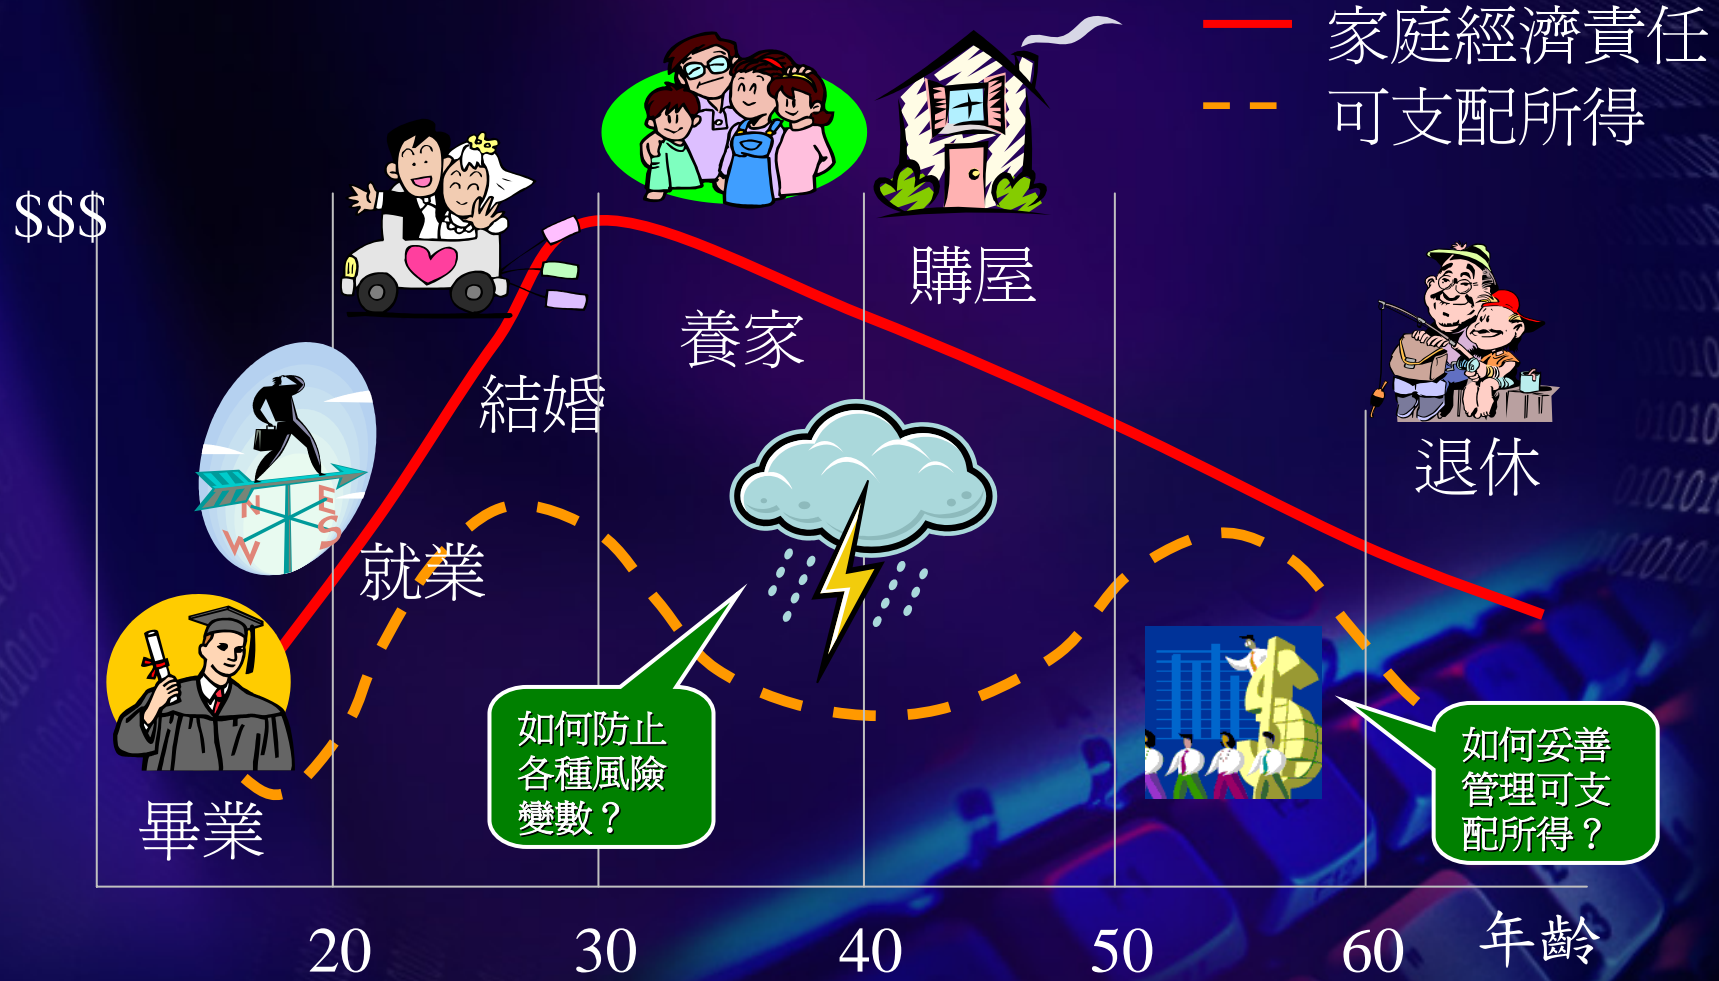 家庭經濟責任
可支配所得
$$$
購屋
養家
結婚
退休
就業
N
E
W
S
如何防止
各種風險
變數？
如何妥善
管理可支
配所得？
畢業
20
30
40
50
60
年齡